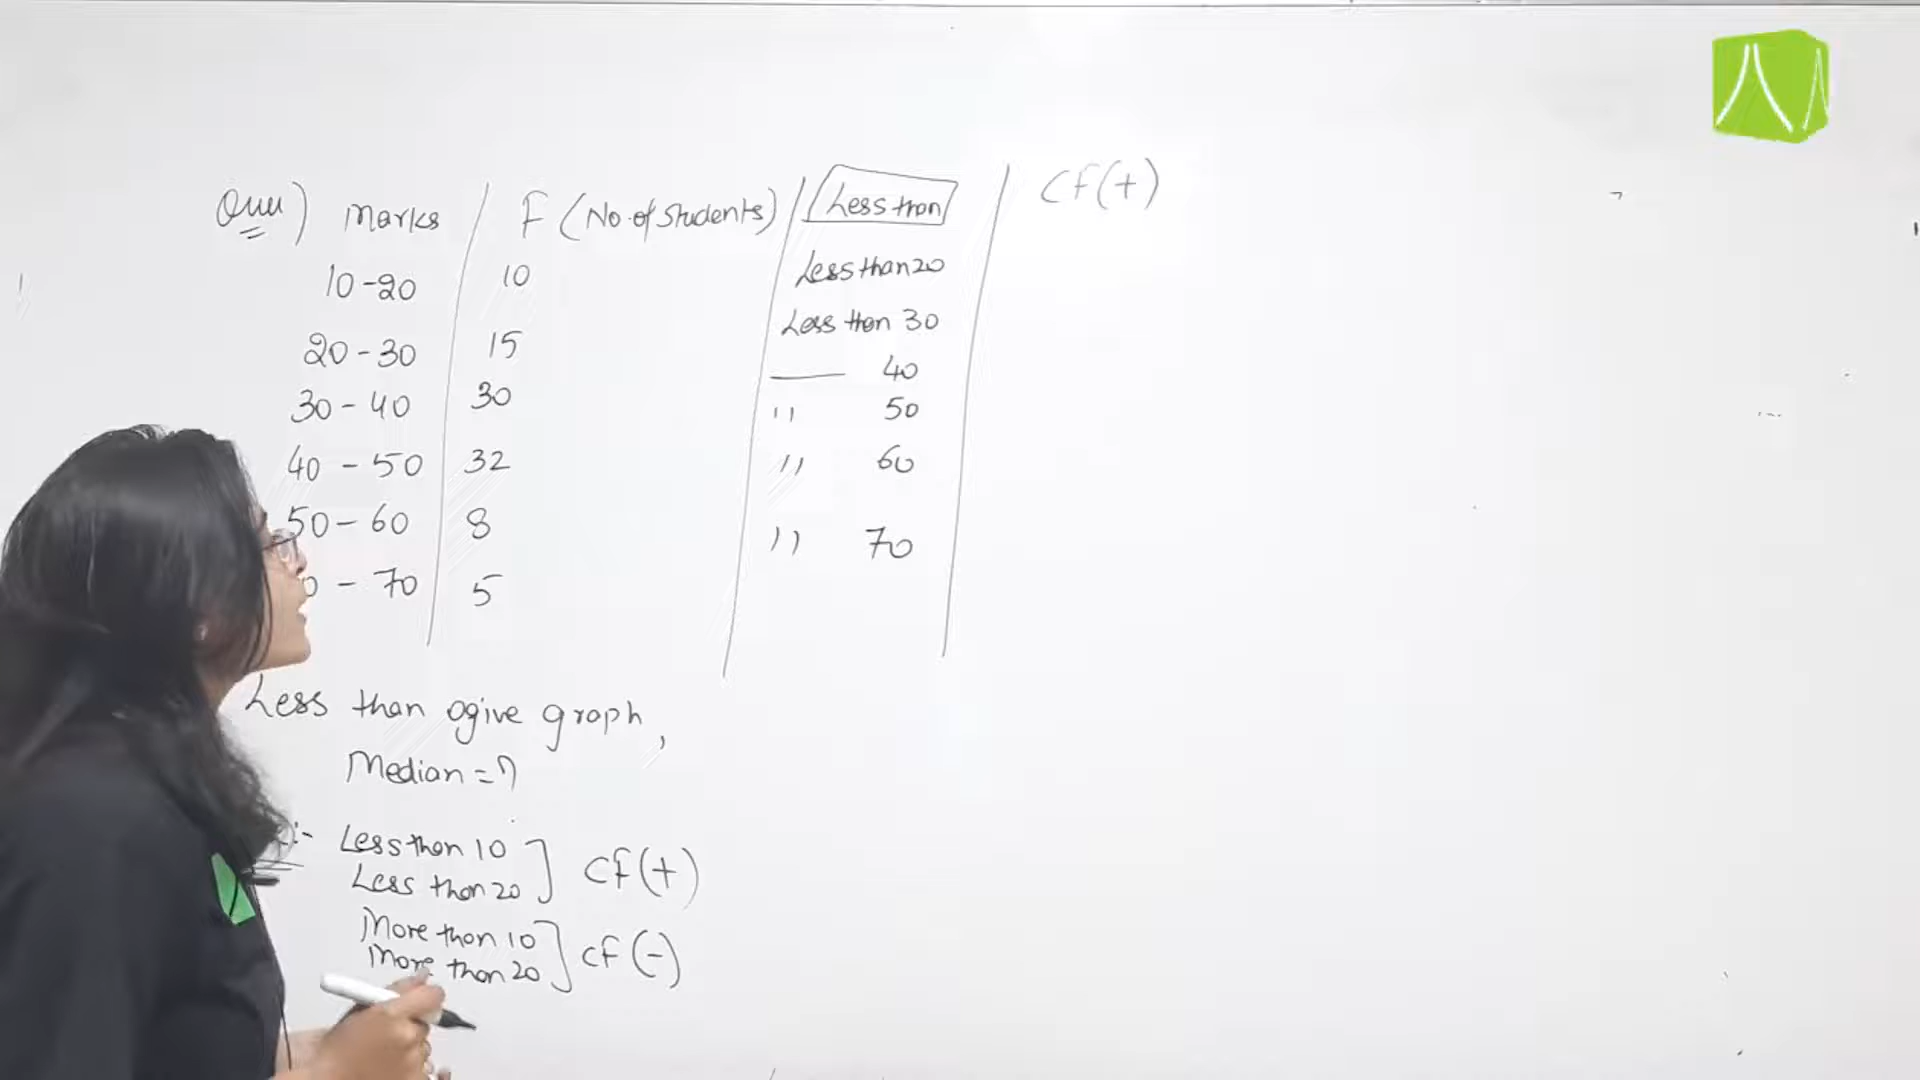 Quu) Marks F (No. of students) Less than Cf(+)
10-20 10 Less than 20
20-30 15 Less than 30
30-40 30 40
40-50 32 " 50
50-60 8 " 60
0-70 5 " 70
Less than ogive graph,
Median = ?
:- Less than 10
Less than 20 ] Cf(+)
More than 10
More than 20 ] Cf(-)